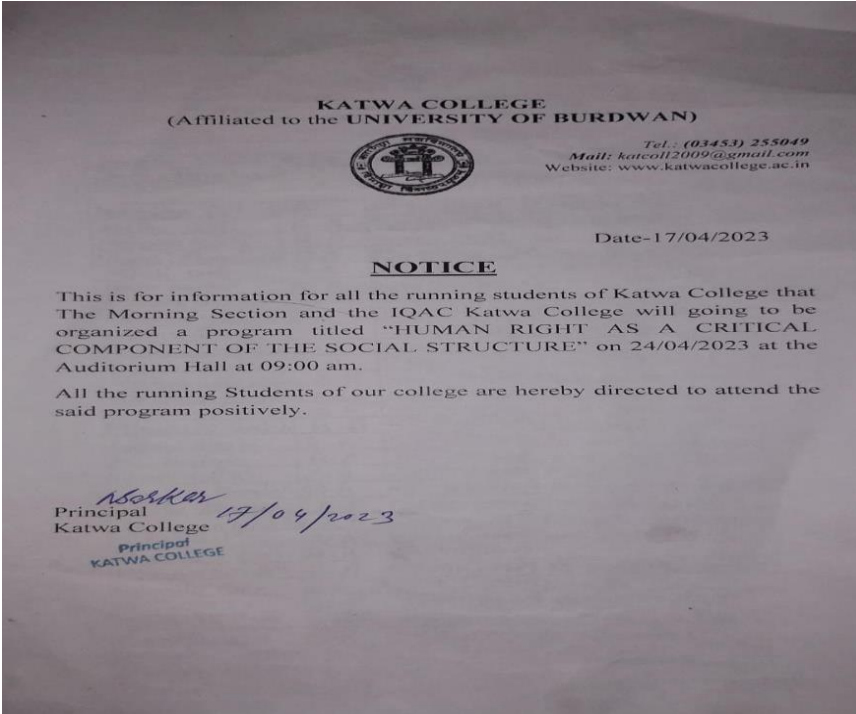 KATWA COLLEGE
(Affiliated to the UNIVERSITY OF BURDWAN)
Tel.: (03453) 255049
Mail: katcoll2009@gmail.com
Website: www.katwacollege.ac.in
Date-17/04/2023
NOTICE
This is for information for all the running students of Katwa College that
The Morning Section and the IQAC Katwa College will going to be
organized a program titled “HUMAN RIGHT AS A CRITICAL
COMPONENT OF THE SOCIAL STRUCTURE” on 24/04/2023 at the
Auditorium Hall at 09:00 am.
All the running Students of our college are hereby directed to attend the
said program positively.
Principal
Katwa College 17/04/2023
Principal
KATWA COLLEGE